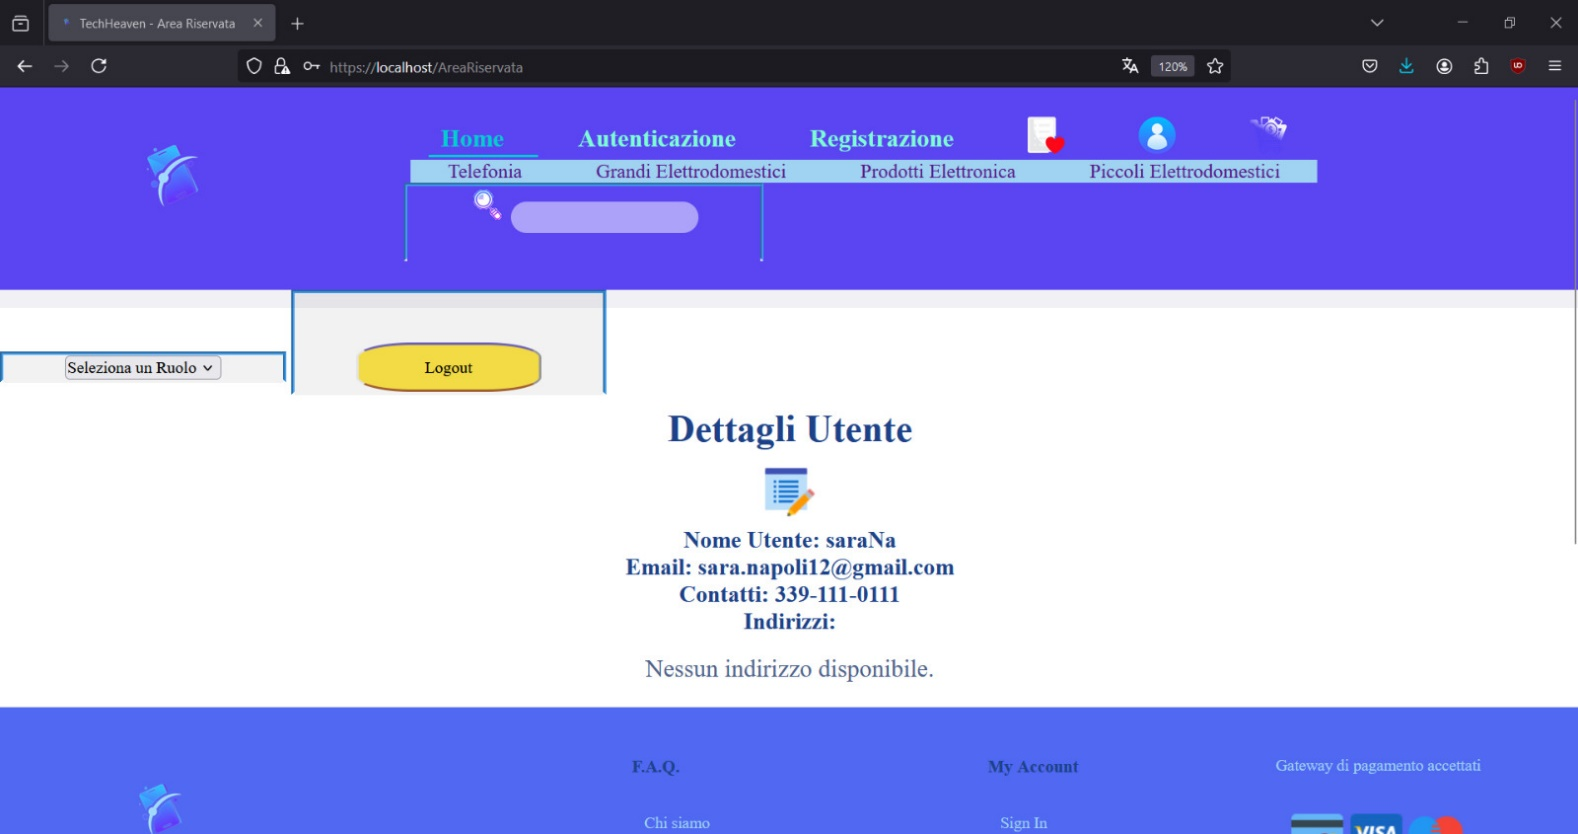 TechHeaven - Area Riservata
https://localhost/AreaRiservata
120%
Home Autenticazione Registrazione
Telefonia Grandi Elettrodomestici Prodotti Elettronica Piccoli Elettrodomestici
Seleziona un Ruolo
Logout
Dettagli Utente
Nome Utente: saraNa
Email: sara.napoli12@gmail.com
Contatti: 339-111-0111
Indirizzi:
Nessun indirizzo disponibile.
F.A.Q. My Account Gateway di pagamento accettati
Chi siamo Sign In
VISA